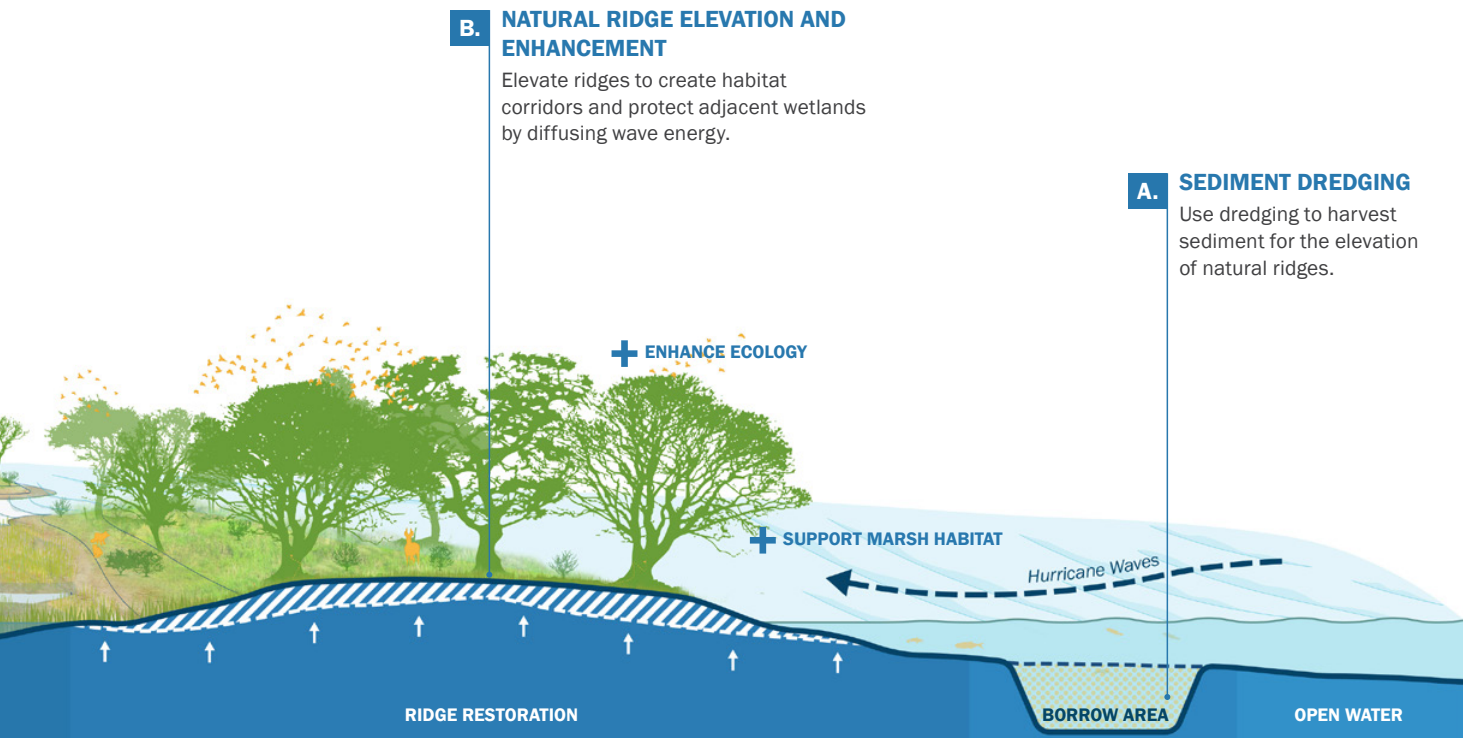 B.
NATURAL RIDGE ELEVATION AND
ENHANCEMENT
Elevate ridges to create habitat
corridors and protect adjacent wetlands
by diffusing wave energy.
A.
SEDIMENT DREDGING
Use dredging to harvest
sediment for the elevation
of natural ridges.
ENHANCE ECOLOGY
SUPPORT MARSH HABITAT
Hurricane Waves
RIDGE RESTORATION
BORROW AREA
OPEN WATER